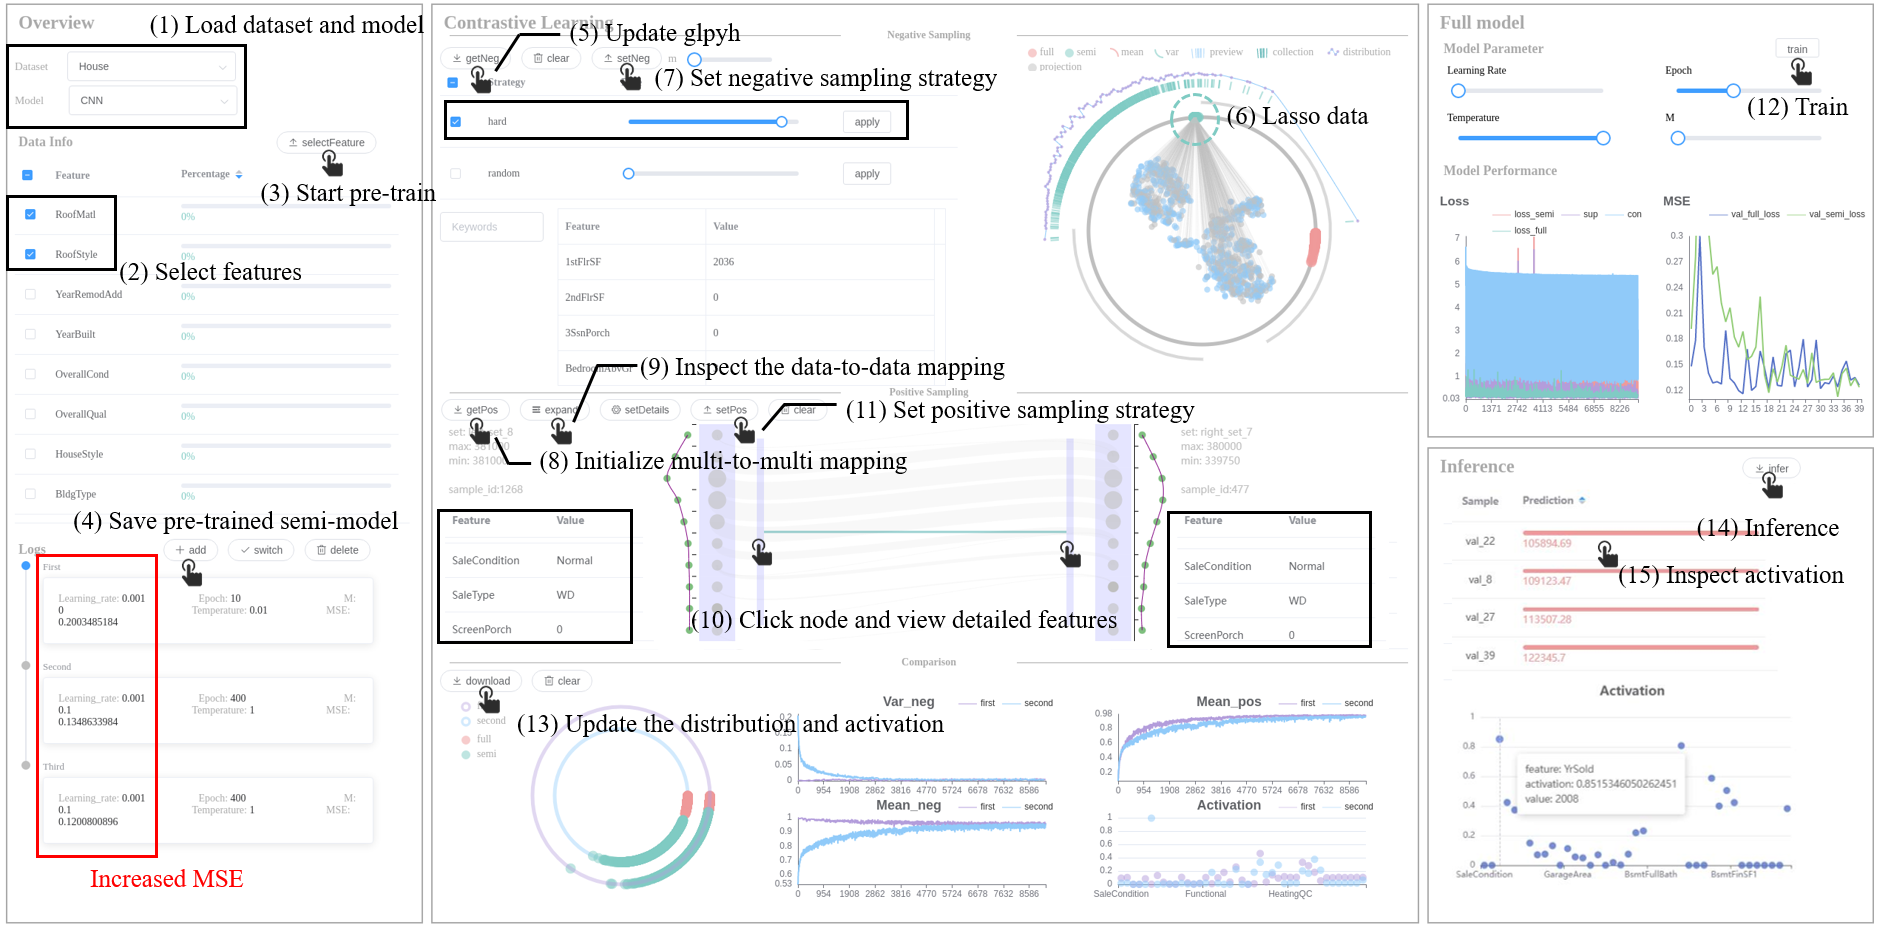 Overview
(1) Load dataset and model
Dataset House
Model CNN
Data Info
selectFeature
Feature Percentage
(3) Start pre-train
RoofMatl 0%
RoofStyle 0%
(2) Select features
YearRemodAdd 0%
YearBuilt 0%
OverallCond 0%
OverallQual 0%
HouseStyle 0%
BldgType 0%
(4) Save pre-trained semi-model
Logs
add switch delete
First
Learning_rate: 0.001 Epoch: 10 M:
0 Temperature: 0.01 MSE:
0.2003485184
Second
Learning_rate: 0.001 Epoch: 400 M:
0.1 Temperature: 1 MSE:
0.1348633984
Third
Learning_rate: 0.001 Epoch: 400 M:
0.1 Temperature: 1 MSE:
0.1200800896
Increased MSE
Contrastive Learning
Negative Sampling
(5) Update glpyh
getNeg clear setNeg m
(7) Set negative sampling strategy
Strategy
hard apply
random apply
Keywords
Feature Value
1stFlrSF 2036
2ndFlrSF 0
3SsnPorch 0
full semi mean var preview collection distribution
projection
(6) Lasso data
(9) Inspect the data-to-data mapping
Positive Sampling
getPos expand setDetails setPos clear
(11) Set positive sampling strategy
max: 381000
min: 381000
sample_id:1268
(8) Initialize multi-to-multi mapping
set: right_set_7
max: 380000
min: 339750
sample_id:477
Feature Value
SaleCondition Normal
SaleType WD
ScreenPorch 0
Feature Value
SaleCondition Normal
SaleType WD
ScreenPorch 0
(10) Click node and view detailed features
Comparison
download clear
second
full
semi
(13) Update the distribution and activation
Var_neg first second
0.2
0.15
0.1
0.05
0
0 954 1908 2862 3816 4770 5724 6678 7632 8586
Mean_pos first second
0.98
0.8
0.6
0.4
0.2
0 954 1908 2862 3816 4770 5724 6678 7632 8586
Mean_neg first second
1
0.9
0.8
0.7
0.6
0.53
0 954 1908 2862 3816 4770 5724 6678 7632 8586
Activation first second
1
0.8
0.6
0.4
0.2
0
SaleCondition Functional HeatingQC
Full model
Model Parameter train
Learning Rate Epoch
(12) Train
Temperature M
Model Performance
Loss
loss_semi sup con
loss_full
7
6
5
4
3
2
1
0.03
0 1371 2742 4113 5484 6855 8226
MSE
val_full_loss val_semi_loss
0.3
0.27
0.24
0.21
0.18
0.15
0.12
0 3 6 9 12 15 18 21 24 27 30 33 36 39
Inference
infer
Sample Prediction
(14) Inference
val_22 105894.69
(15) Inspect activation
val_8 109123.47
val_27 113507.28
val_39 122345.7
Activation
1
0.8
0.6
0.4
0.2
0
feature: YrSold
activation: 0.8515346050262451
value: 2008
SaleCondition GarageArea BsmtFullBath BsmtFinSF1